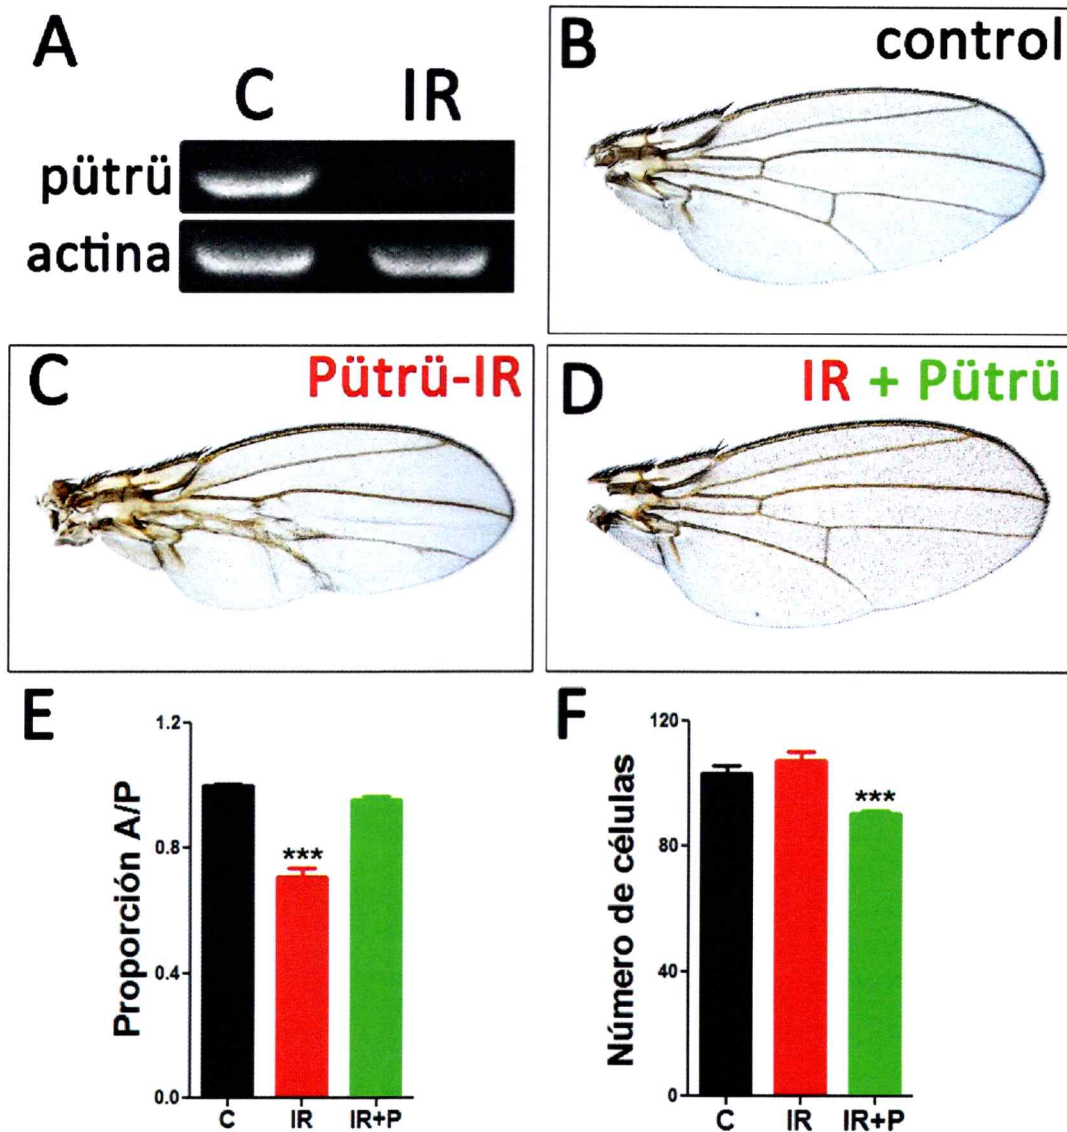 A
C IR
pütrü
actina
B control
C Pütrü-IR
D IR + Pütrü
E
Proporción A/P
1.2
0.8
0.4
0.0
***
C IR IR+P
F
Número de células
120
80
40
0
***
C IR IR+P